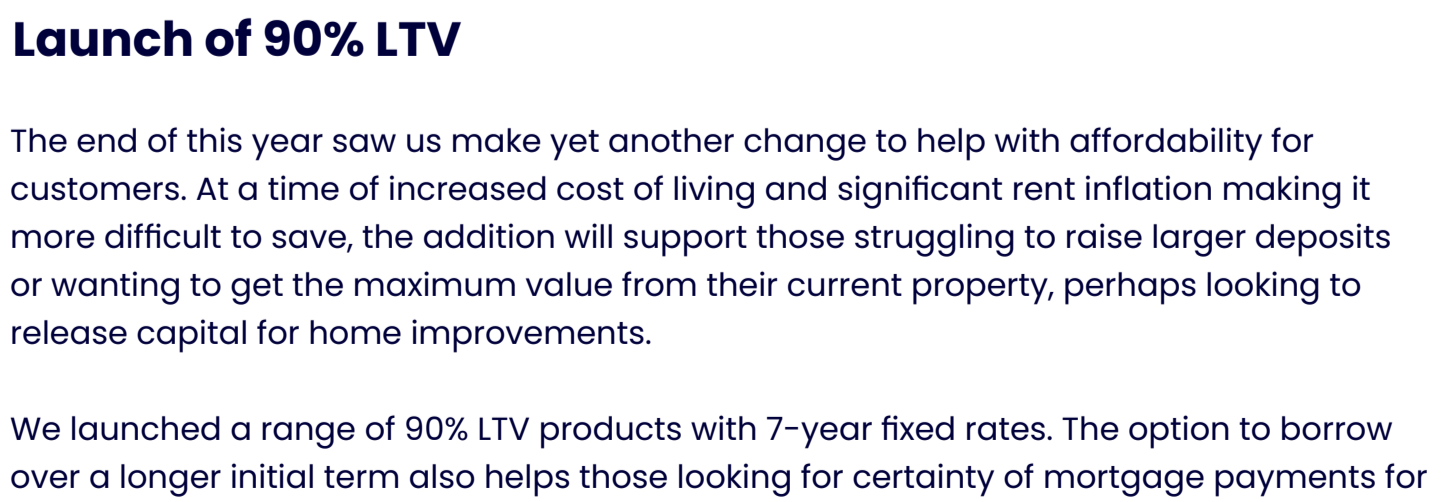 Launch of 90% LTV
The end of this year saw us make yet another change to help with affordability for
customers. At a time of increased cost of living and significant rent inflation making it
more difficult to save, the addition will support those struggling to raise larger deposits
or wanting to get the maximum value from their current property, perhaps looking to
release capital for home improvements.
We launched a range of 90% LTV products with 7-year fixed rates. The option to borrow
over a longer initial term also helps those looking for certainty of mortgage payments for